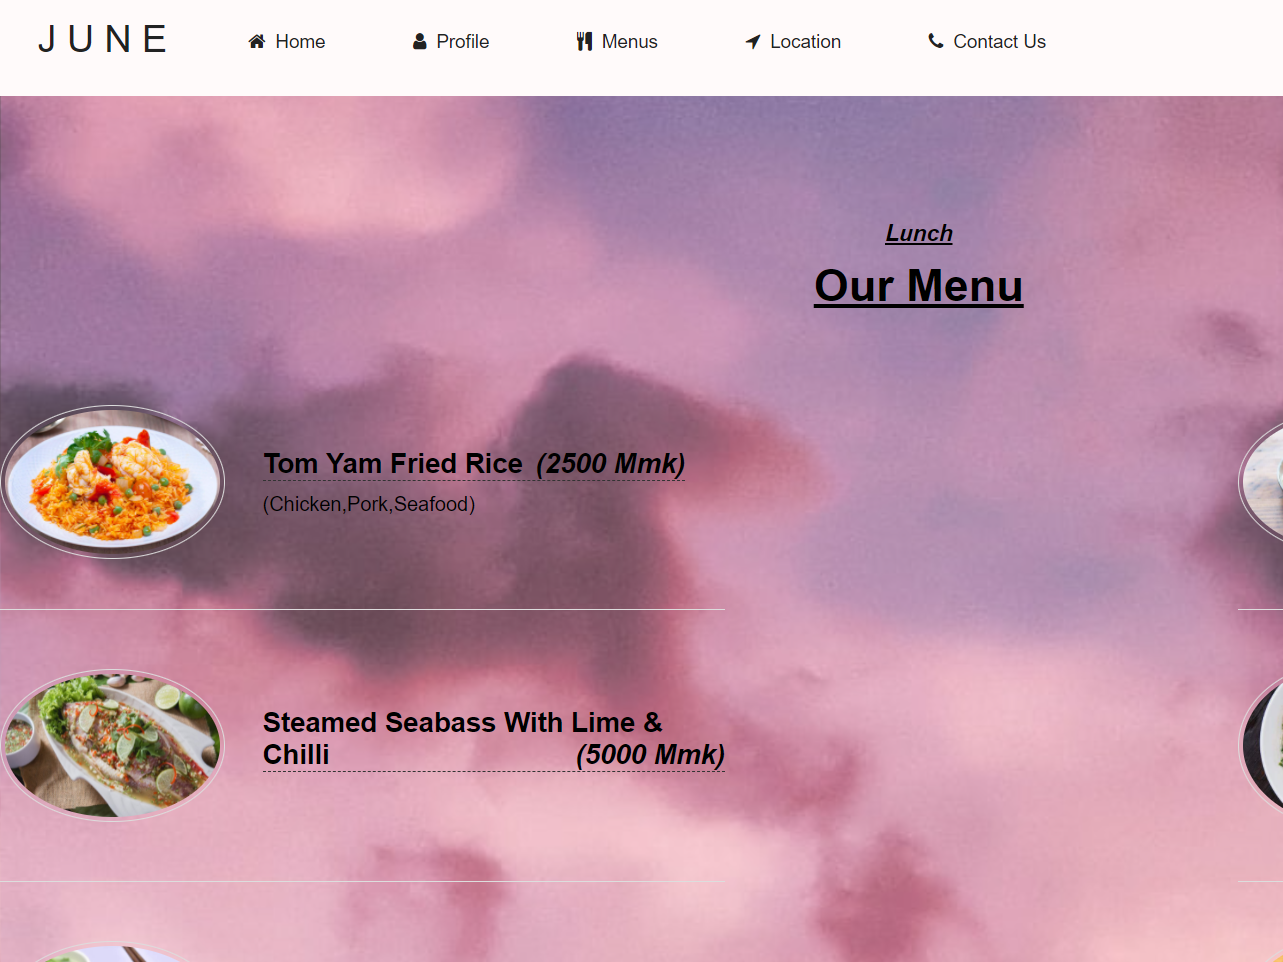 JUNE
Home
Profile
Menus
Location
Contact Us
Lunch
Our Menu
Tom Yam Fried Rice (2500 Mmk)
(Chicken,Pork,Seafood)
Steamed Seabass With Lime &
Chilli (5000 Mmk)